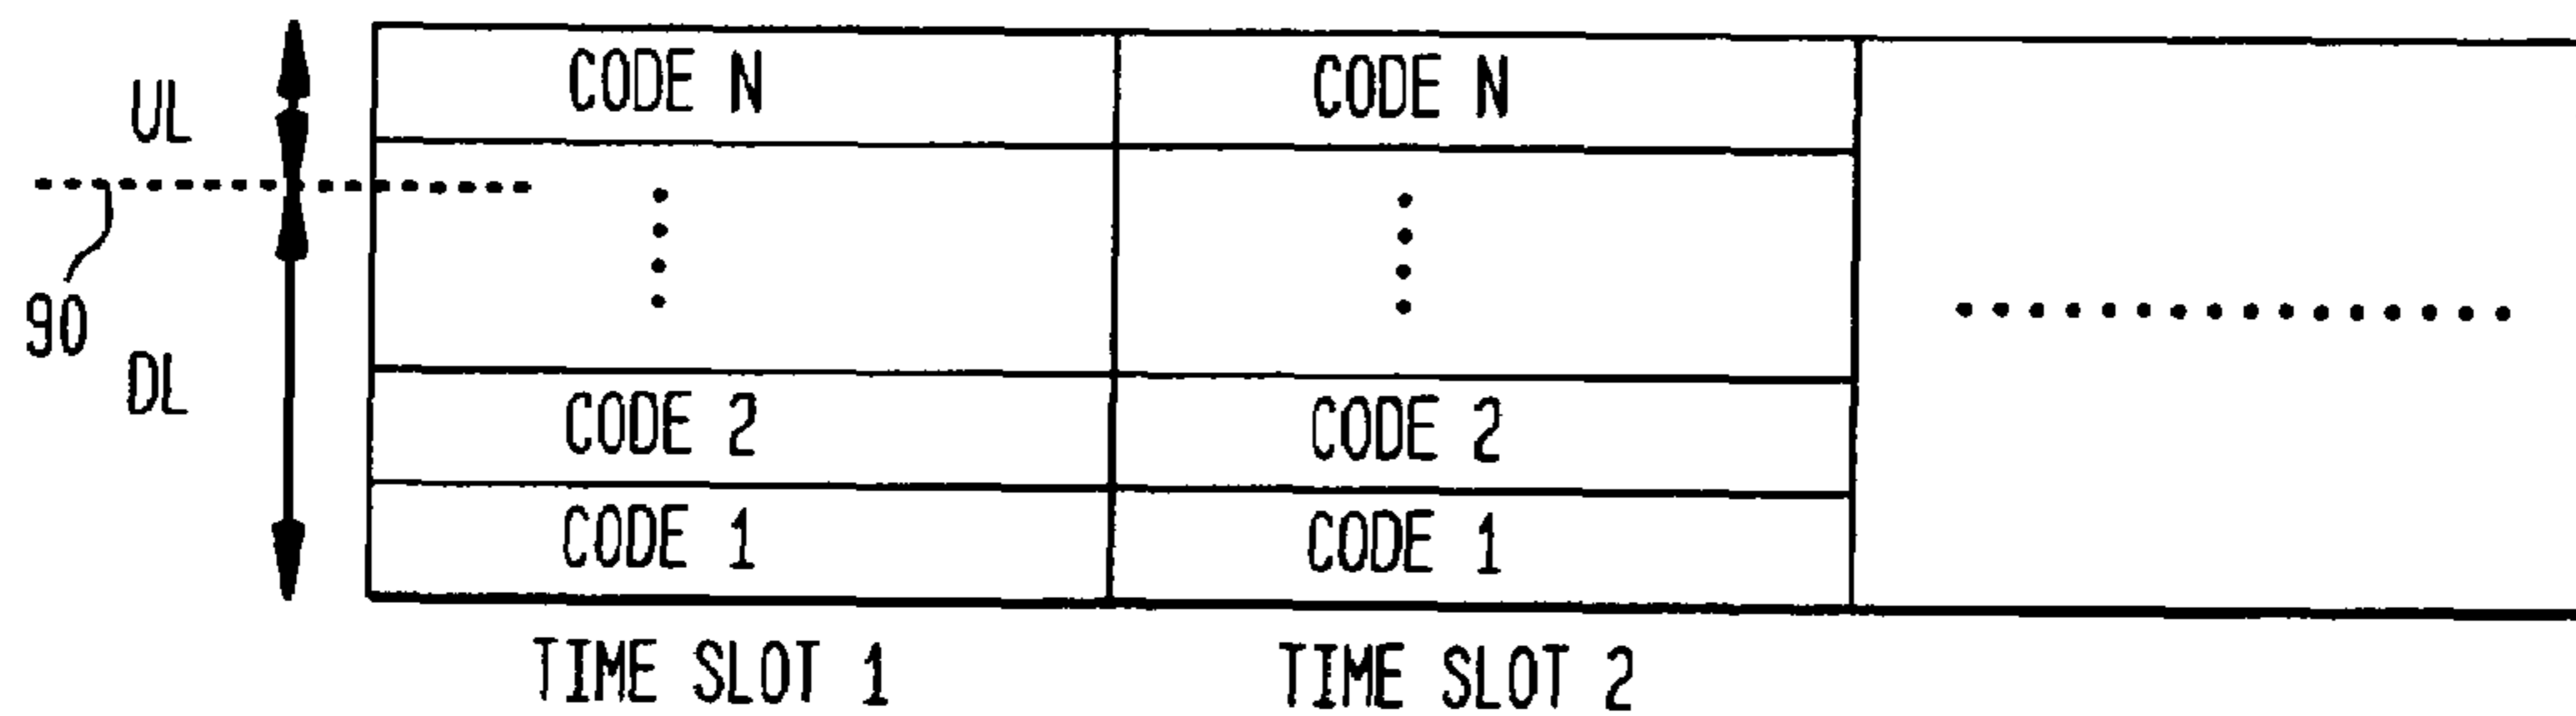 UL
90
DL
CODE N
CODE N
CODE 2
CODE 2
CODE 1
CODE 1
TIME SLOT 1
TIME SLOT 2